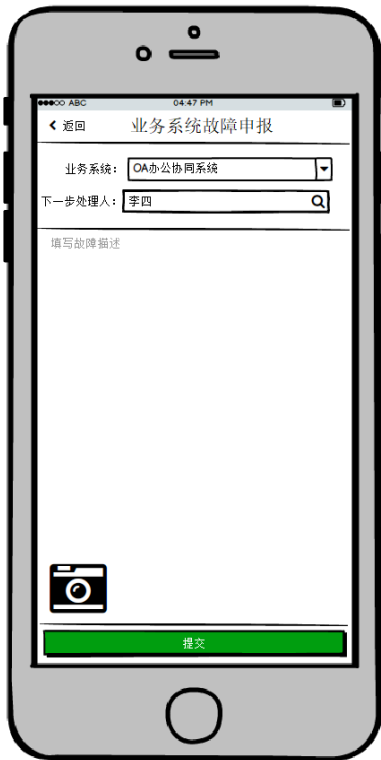 ABC 04:47 PM
返回 业务系统故障申报
业务系统: OA办公协同系统
下一步处理人: 李四
填写故障描述
提交